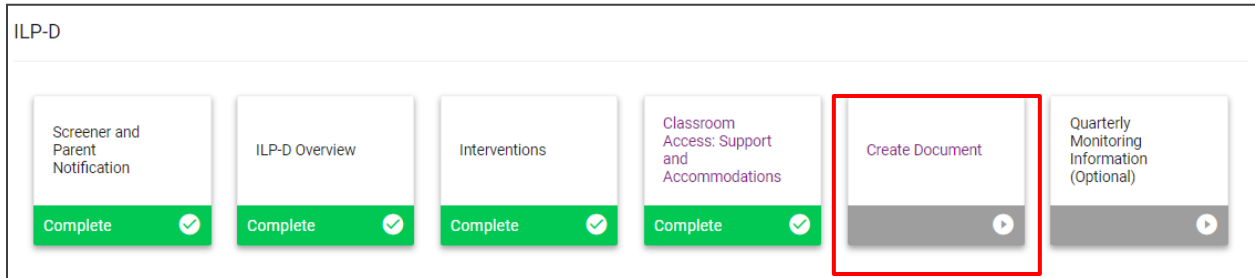 ILP-D
Screener and
Parent
Notification
Complete
ILP-D Overview
Complete
Interventions
Complete
Classroom
Access: Support
and
Accommodations
Complete
Create Document
Quarterly
Monitoring
Information
(Optional)